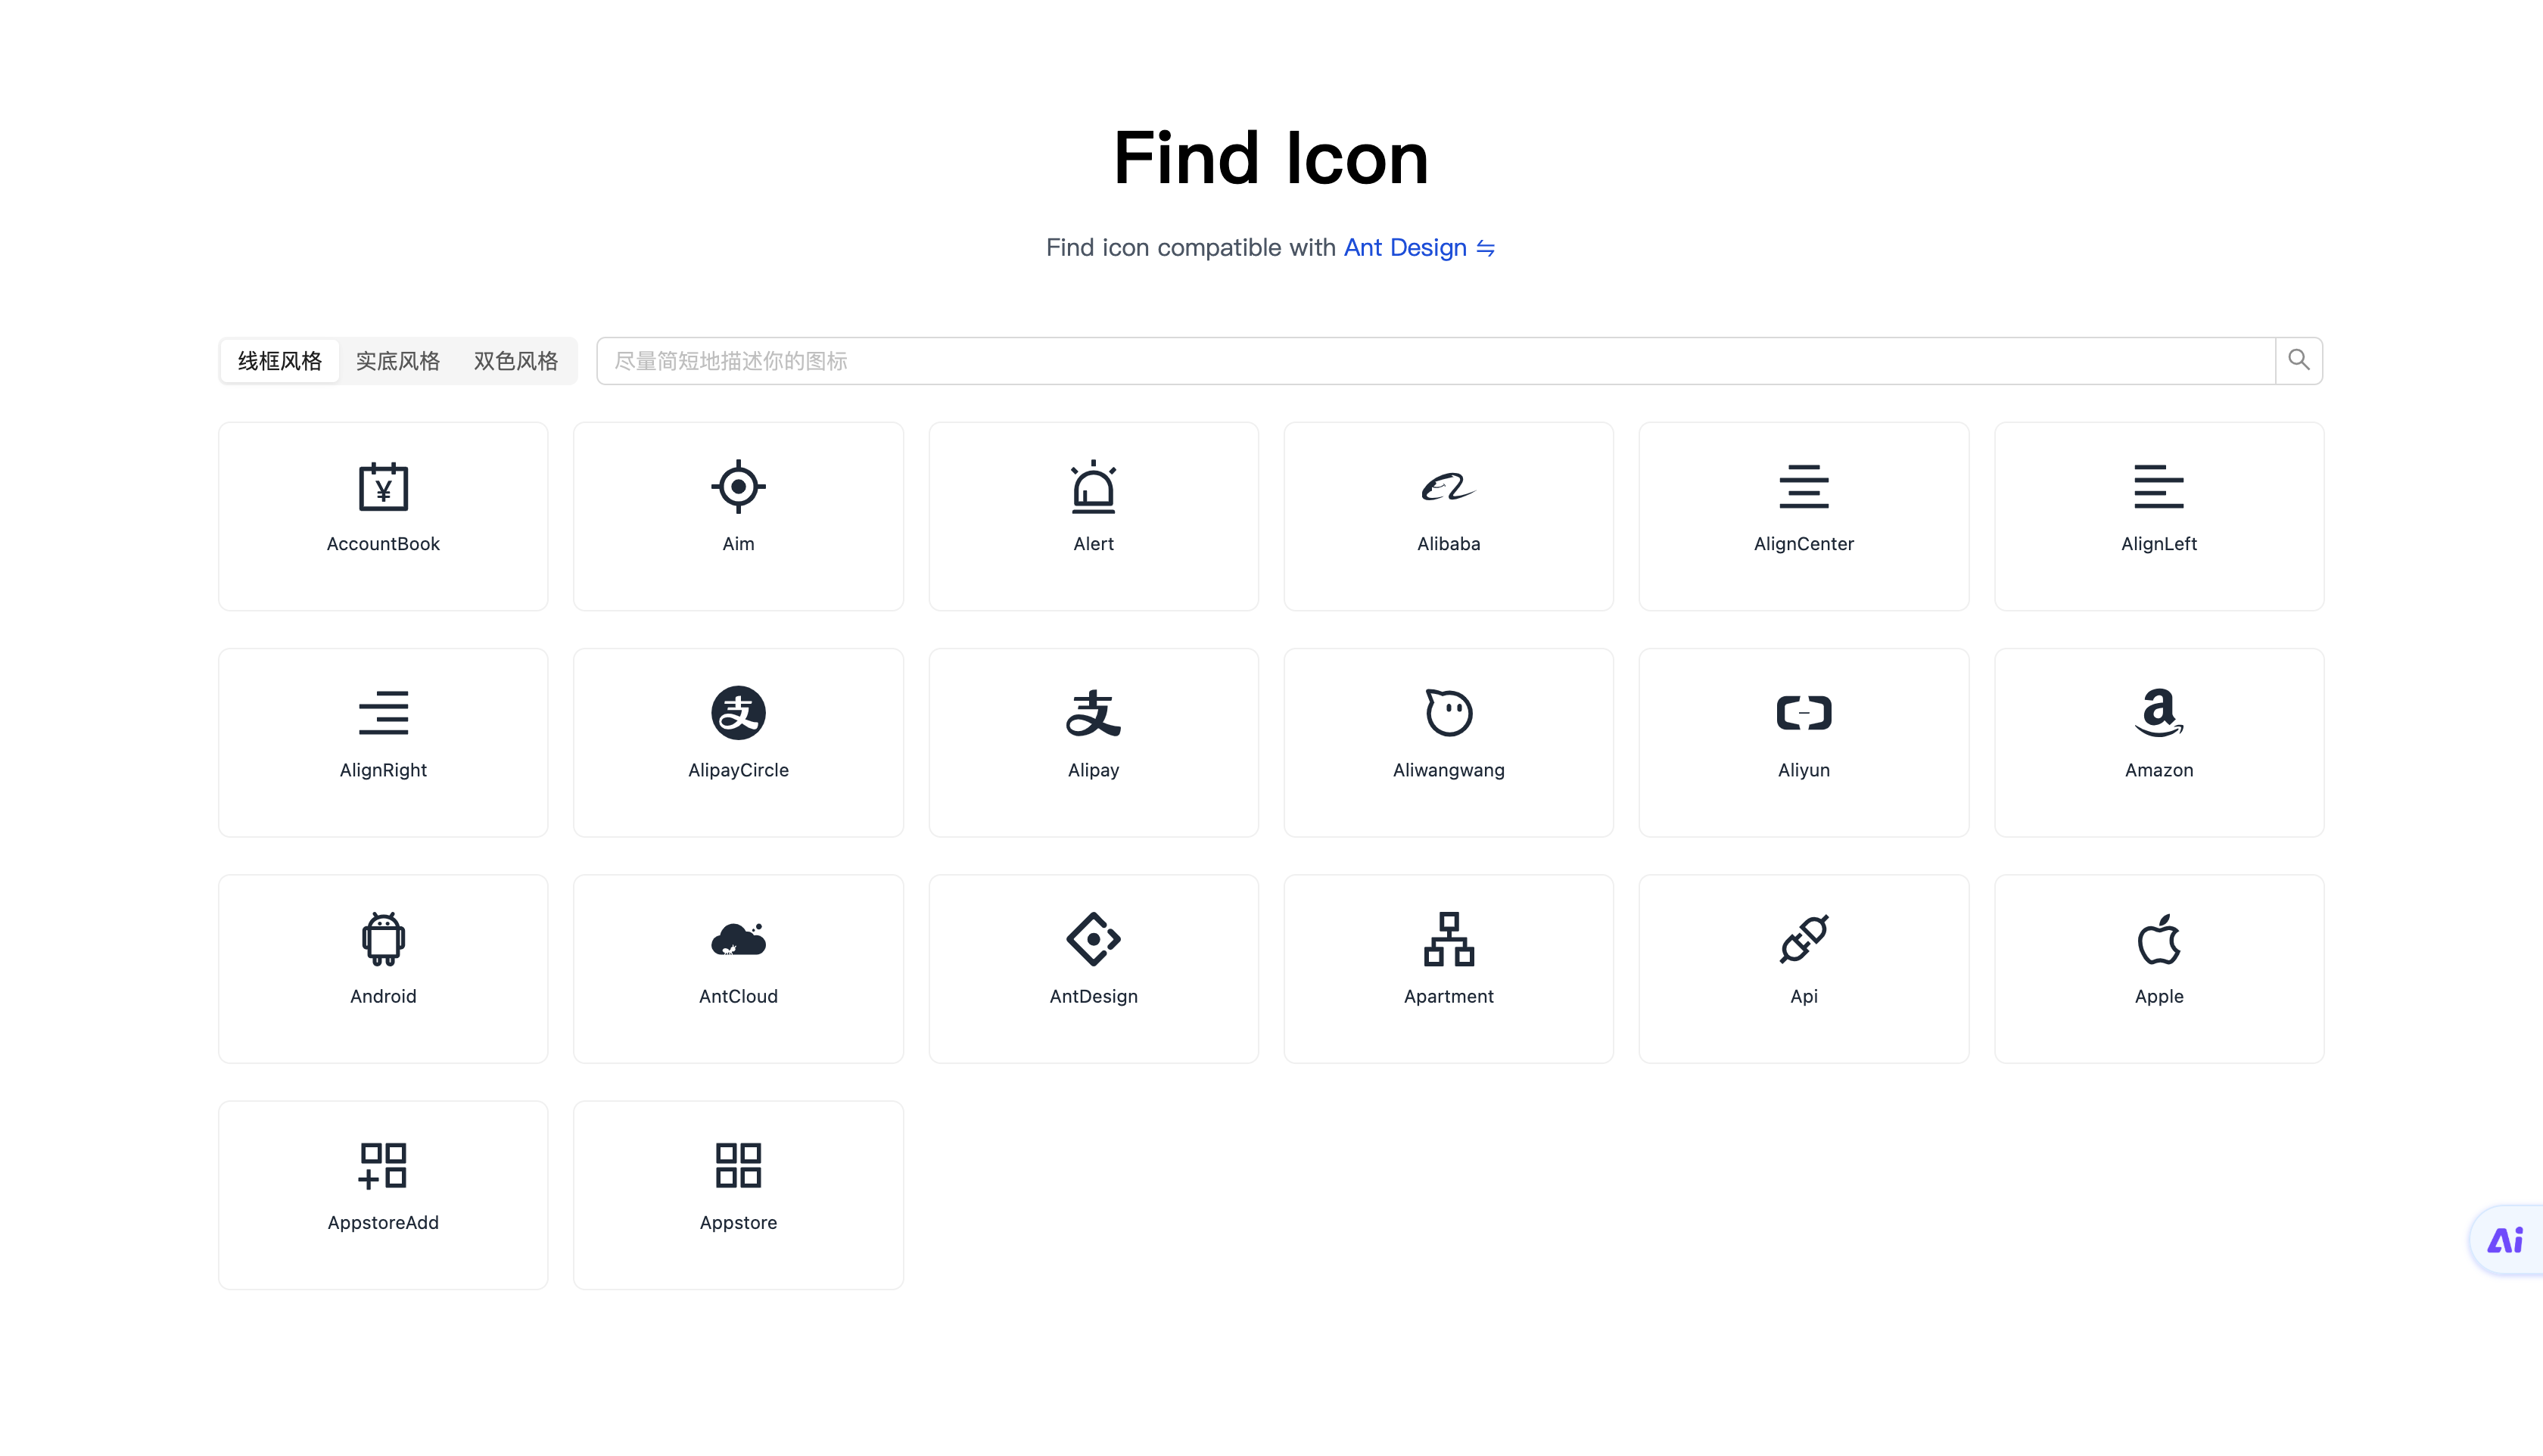 Find Icon
Find icon compatible with Ant Design ⇋
线框风格 实底风格 双色风格 尽量简短地描述你的图标
¥
AccountBook Aim Alert Alibaba AlignCenter AlignLeft
支 支 a
AlignRight AlipayCircle Alipay Aliwangwang Aliyun Amazon
Android AntCloud AntDesign Apartment Api Apple
AppstoreAdd Appstore
Ai